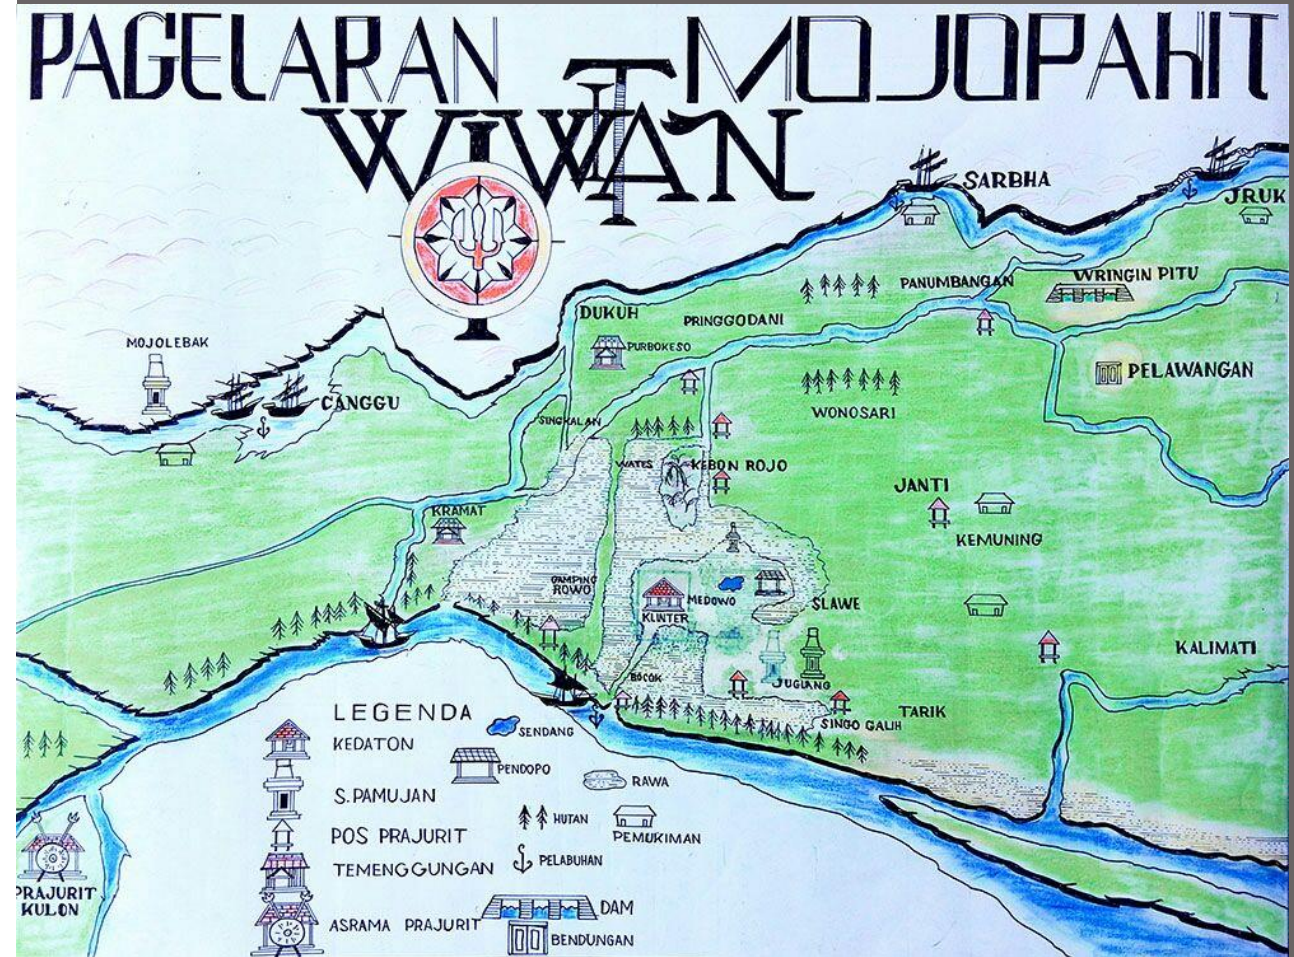 PAGELARAN MOJOPAHIT
WIWITAN
SARBHA
JRUK
PANUMBANGAN
WRINGIN PITU
DUKUH
PRINGGODANI
MOJOLEBAK
PURBOKESO
PELAWANGAN
CANGGU
WONOSARI
SINGKALAN
WATES
KEBON ROJO
JANTI
KRAMAT
KEMUNING
GAMPING
ROWO
MEDOWO
SLAWE
KLINTER
KALIMATI
BOCOK
JUGLANG
TARIK
SINGO GALIH
LEGENDA
SENDANG
KEDATON
PENDOPO
RAWA
S.PAMUJAN
HUTAN
POS PRAJURIT
PEMUKIMAN
PELABUHAN
TEMENGGUNGAN
PRAJURIT
KULON
DAM
ASRAMA PRAJURIT
BENDUNGAN